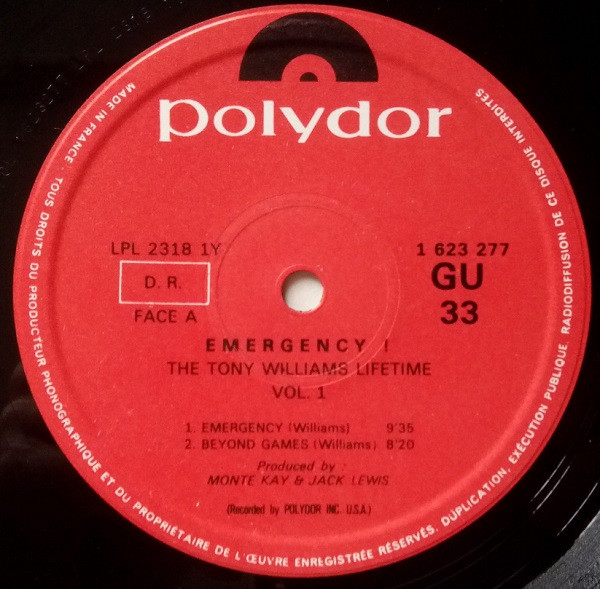 polydor
LPL 2318 1Y
1 623 277
D. R.
GU
FACE A
33
EMERGENCY !
THE TONY WILLIAMS LIFETIME
VOL. 1
1. EMERGENCY (Williams) 9'35
2. BEYOND GAMES (Williams) 8'20
Produced by :
MONTE KAY & JACK LEWIS
(Recorded by POLYDOR INC. U.S.A.)
MADE IN FRANCE · TOUS DROITS DU PRODUCTEUR PHONOGRAPHIQUE ET DU PROPRIÉTAIRE DE L'ŒUVRE ENREGISTRÉE RÉSERVÉS. DUPLICATION, EXÉCUTION PUBLIQUE, RADIODIFFUSION DE CE DISQUE INTERDITES